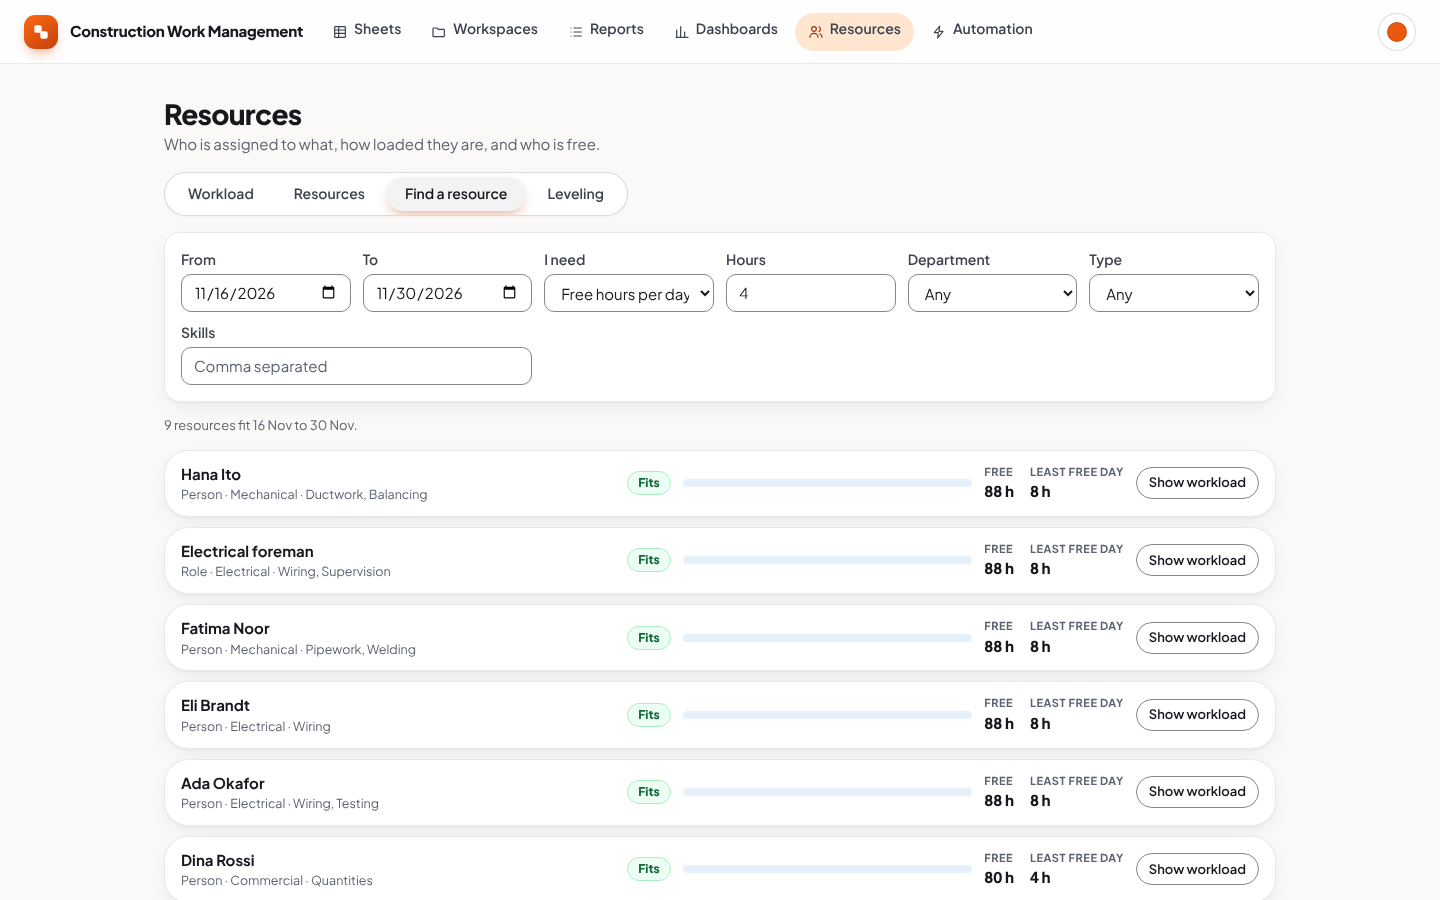 Construction Work Management
Sheets
Workspaces
Reports
Dashboards
Resources
Automation
Resources
Who is assigned to what, how loaded they are, and who is free.
Workload
Resources
Find a resource
Leveling
From
To
I need
Hours
Department
Type
11/16/2026
11/30/2026
Free hours per day
4
Any
Any
Skills
Comma separated
9 resources fit 16 Nov to 30 Nov.
Hana Ito
Person · Mechanical · Ductwork, Balancing
Fits
FREE
88 h
LEAST FREE DAY
8 h
Show workload
Electrical foreman
Role · Electrical · Wiring, Supervision
Fits
FREE
88 h
LEAST FREE DAY
8 h
Show workload
Fatima Noor
Person · Mechanical · Pipework, Welding
Fits
FREE
88 h
LEAST FREE DAY
8 h
Show workload
Eli Brandt
Person · Electrical · Wiring
Fits
FREE
88 h
LEAST FREE DAY
8 h
Show workload
Ada Okafor
Person · Electrical · Wiring, Testing
Fits
FREE
88 h
LEAST FREE DAY
8 h
Show workload
Dina Rossi
Person · Commercial · Quantities
Fits
FREE
80 h
LEAST FREE DAY
4 h
Show workload